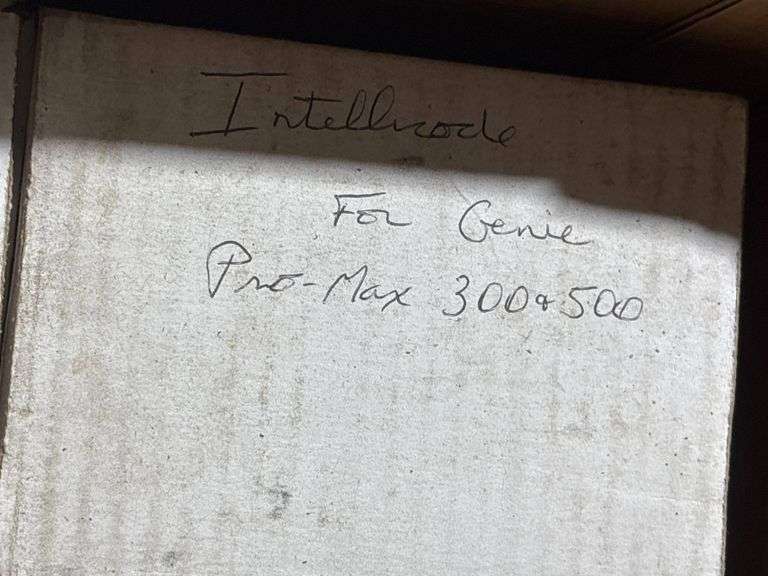 Intellicode
For Genie
Pro-Max 300 & 500